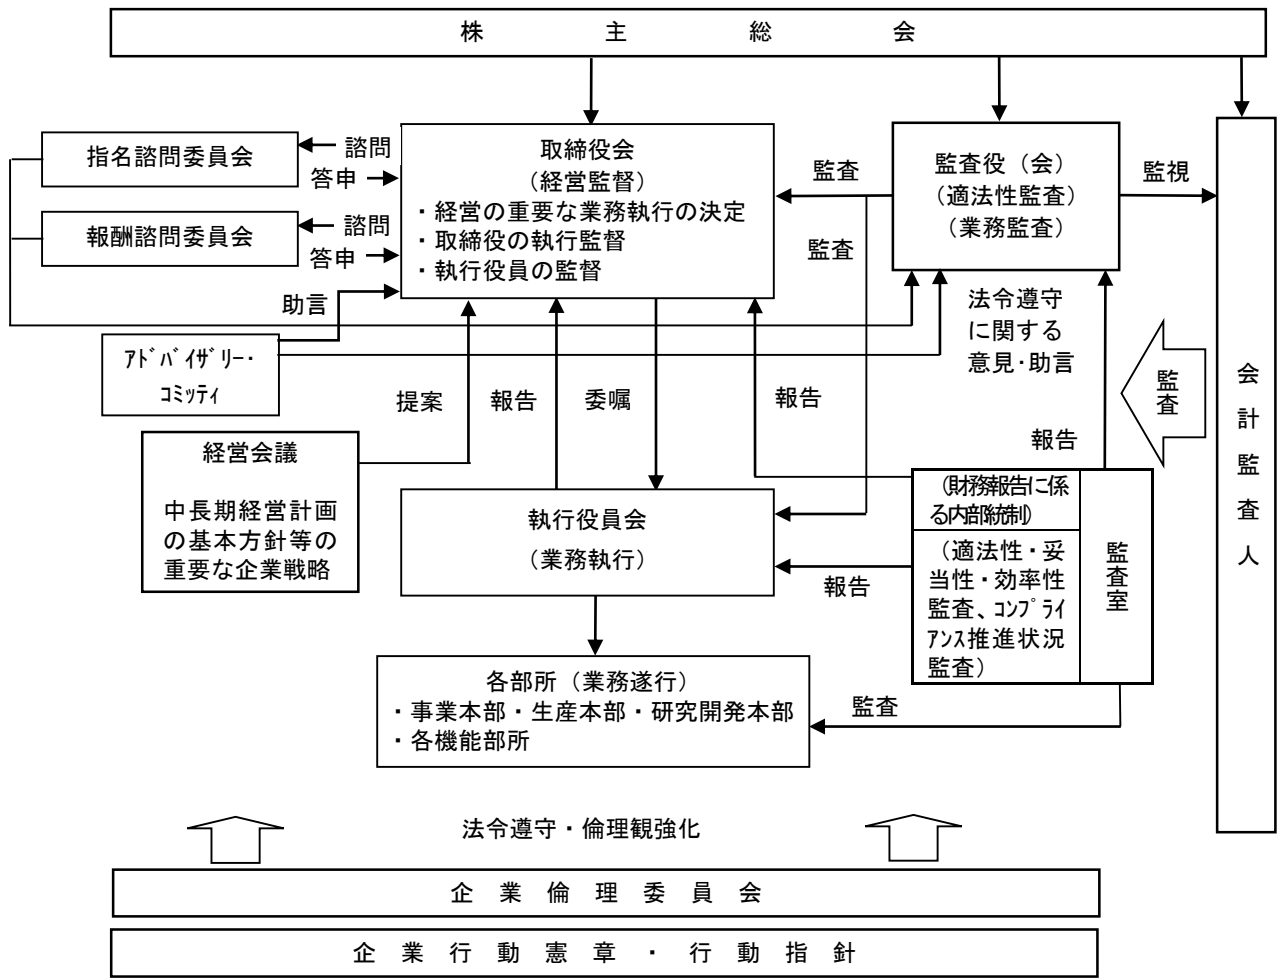 株主総会
指名諮問委員会
諮問
答申
報酬諮問委員会
諮問
答申
取締役会
（経営監督）
・経営の重要な業務執行の決定
・取締役の執行監督
・執行役員の監督
監査
監査
監査役（会）
（適法性監査）
（業務監査）
監視
助言
ｱﾄﾞﾊﾞｲｻﾞﾘｰ･
ｺﾐｯﾃｨ
法令遵守
に関する
意見･助言
提案
報告
委嘱
報告
報告
監査
会計監査人
経営会議
中長期経営計画
の基本方針等の
重要な企業戦略
執行役員会
（業務執行）
報告
（財務報告に係
る内部統制）
（適法性・妥
当性・効率性
監査、ｺﾝﾌﾟﾗｲ
ｱﾝｽ推進状況
監査）
監査室
各部所（業務遂行）
・事業本部・生産本部・研究開発本部
・各機能部所
監査
法令遵守・倫理観強化
企業倫理委員会
企業行動憲章・行動指針